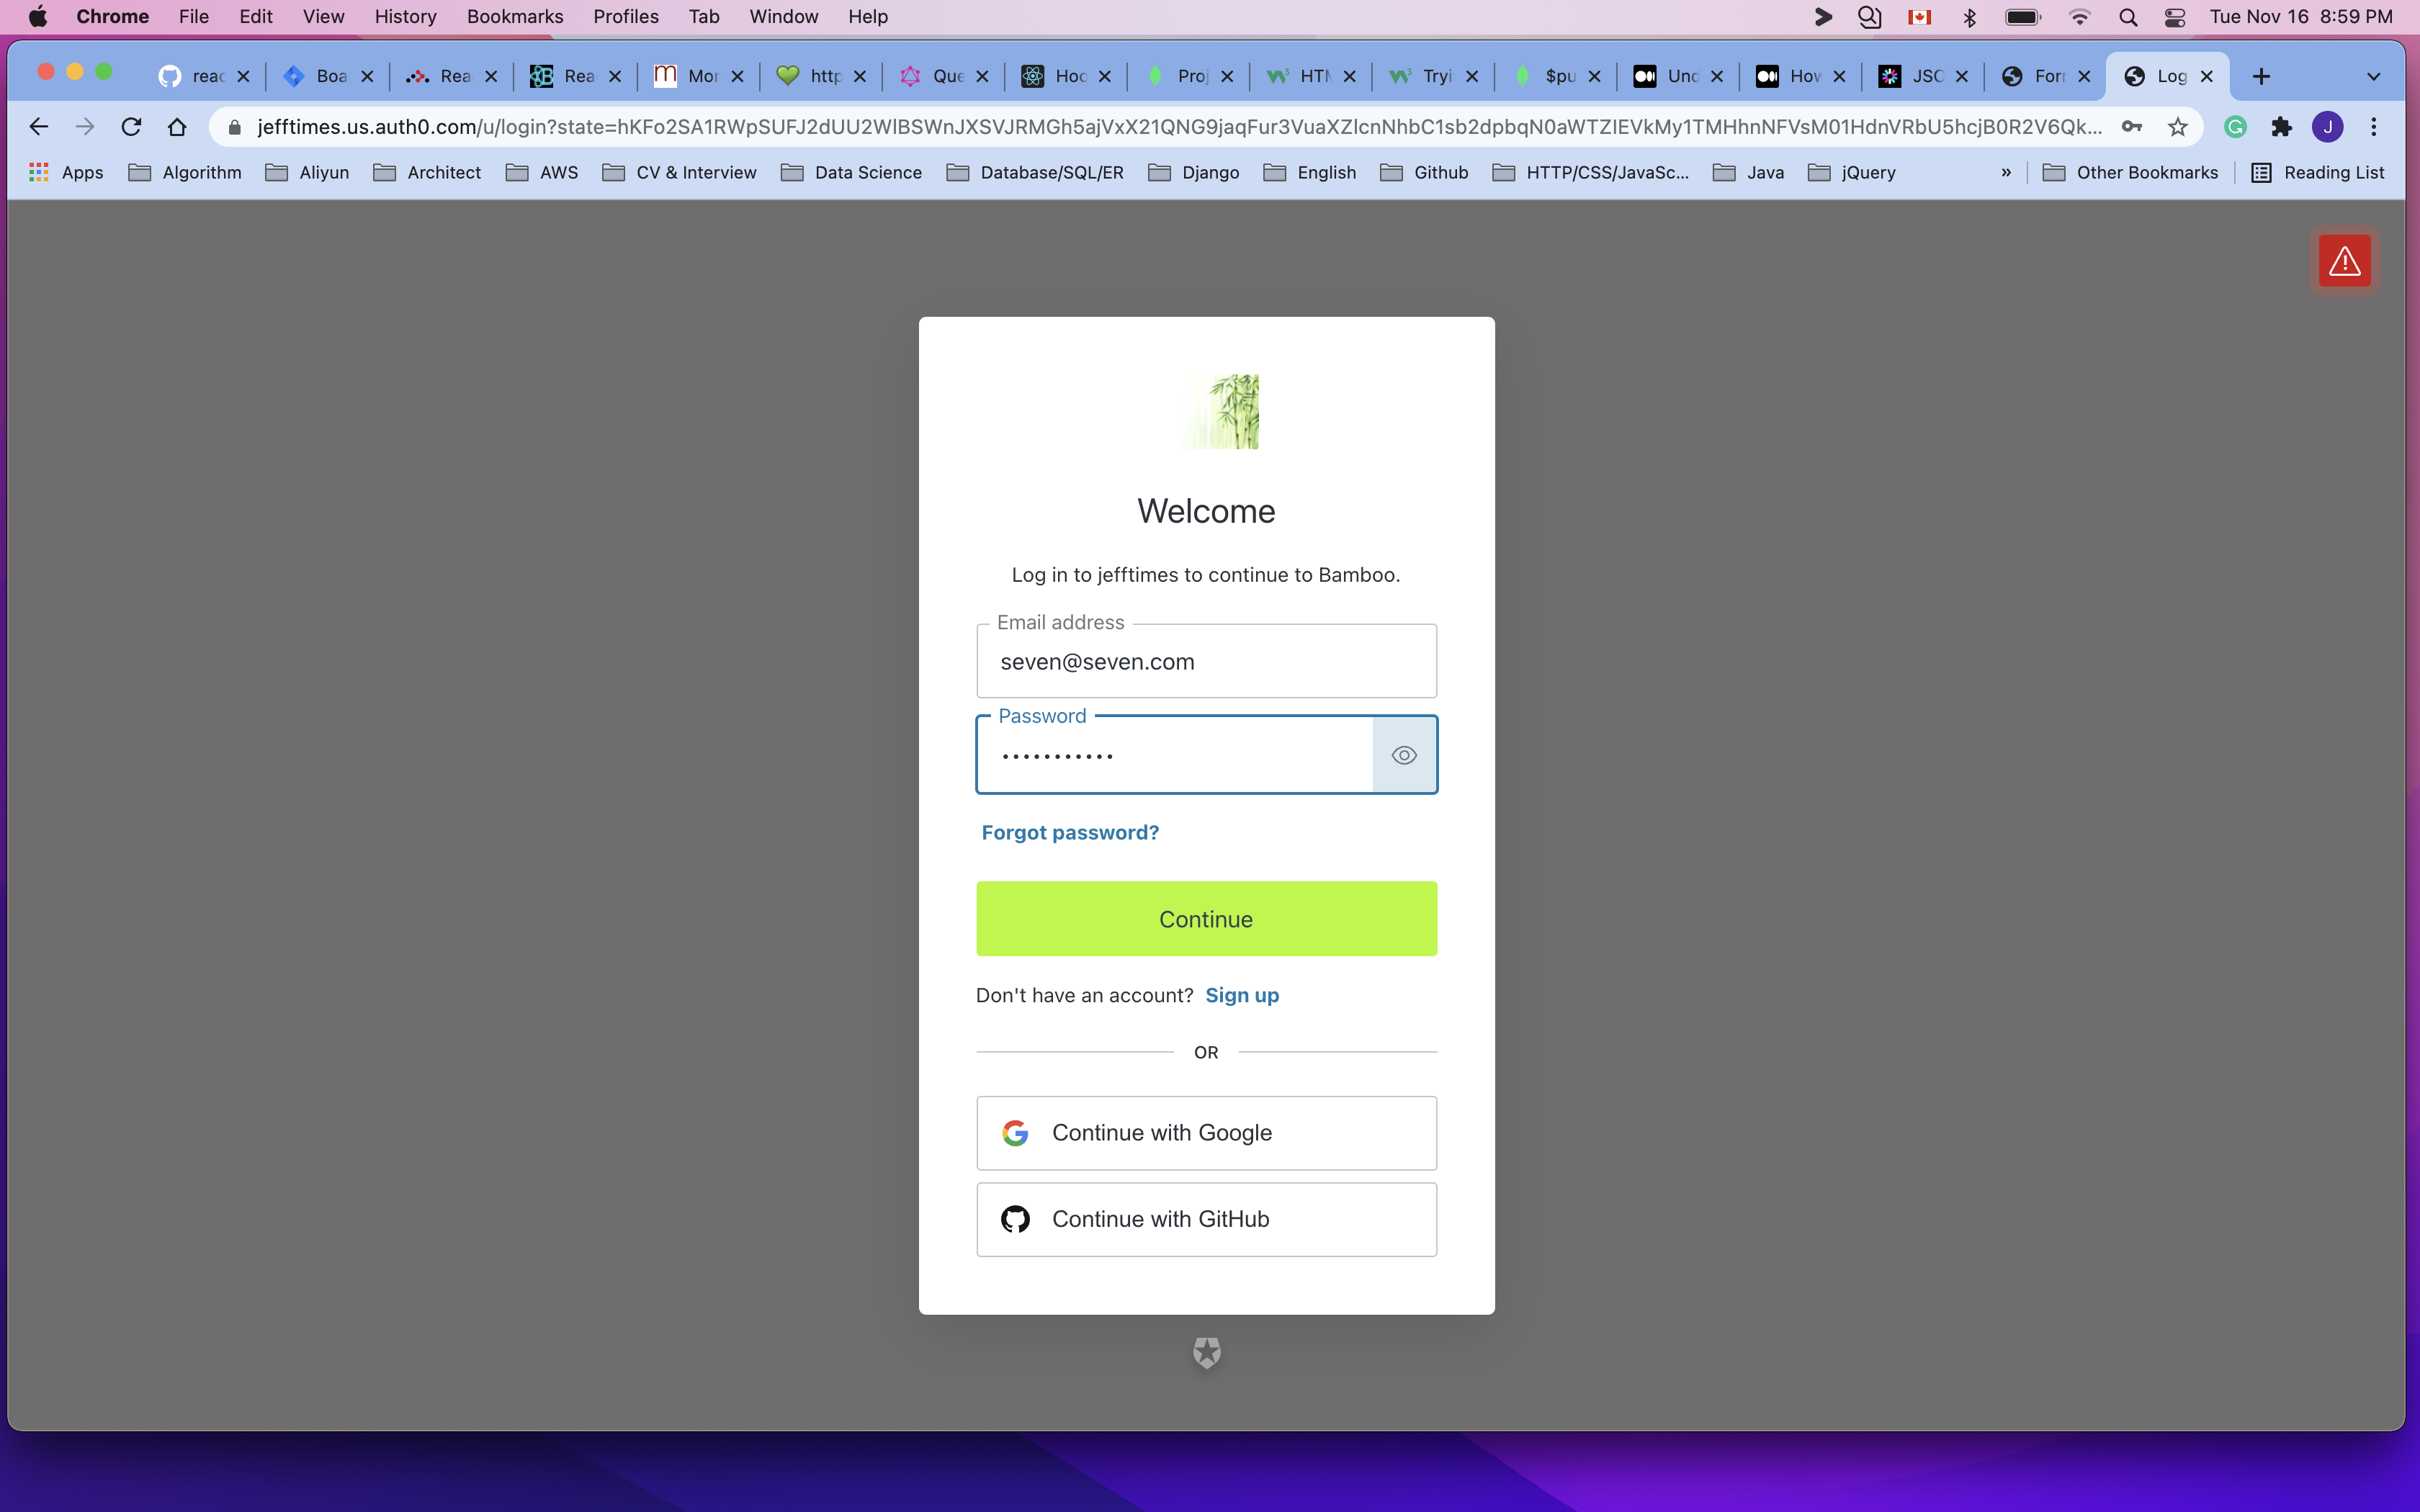 Chrome File Edit View History Bookmarks Profiles Tab Window Help Tue Nov 16 8:59 PM
reac Boa Rea Rea Mor http Que Hoo Proj HTM Tryi $pu Und How JSO Forr Log
jefftimes.us.auth0.com/u/login?state=hKFo2SA1RWpSUFJ2dUU2WlBSWnJXSVJRMGh5ajVxX21QNG9jaqFur3VuaXZlcnNhbC1sb2dpbqN0aWTZIEVkMy1TMHhnNFVsM01HdnVRbU5hcjB0R2V6Qk... J
Apps Algorithm Aliyun Architect AWS CV & Interview Data Science Database/SQL/ER Django English Github HTTP/CSS/JavaSc... Java jQuery » Other Bookmarks Reading List
Welcome
Log in to jefftimes to continue to Bamboo.
Email address
seven@seven.com
Password
Forgot password?
Continue
Don't have an account? Sign up
OR
Continue with Google
Continue with GitHub